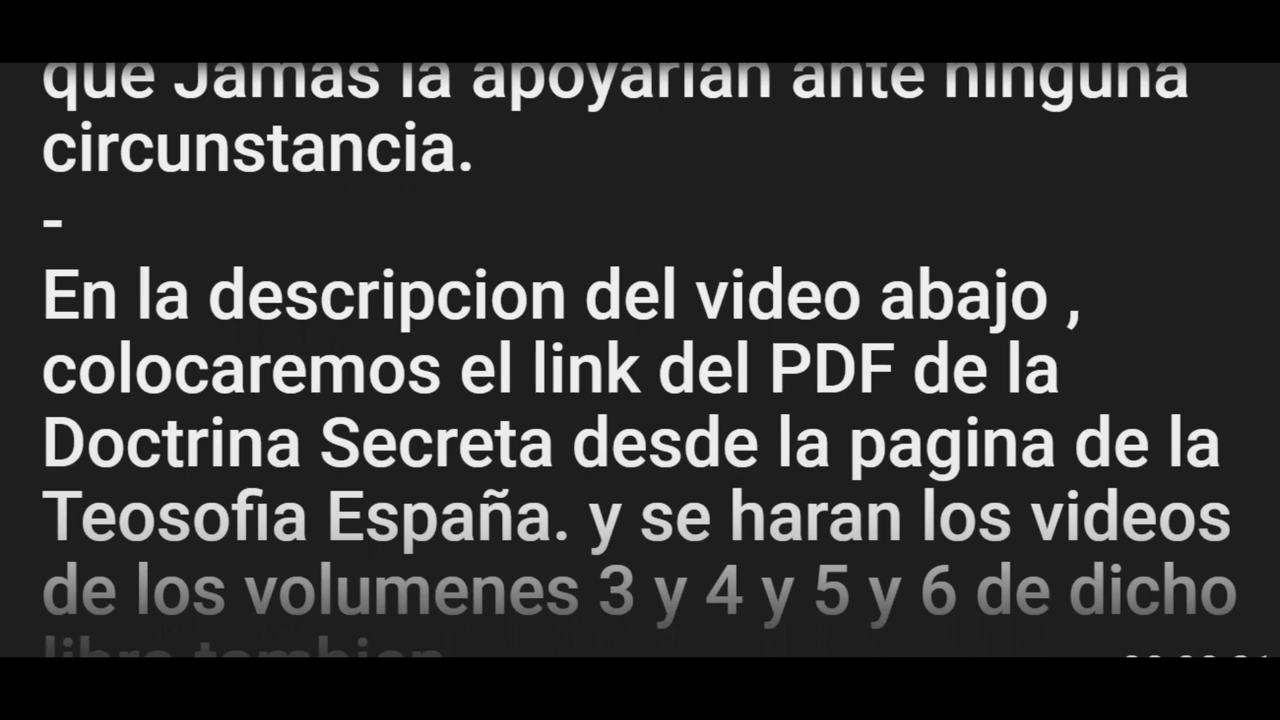 que Jamas la apoyarian ante ninguna
circunstancia.
-
En la descripcion del video abajo ,
colocaremos el link del PDF de la
Doctrina Secreta desde la pagina de la
Teosofia España. y se haran los videos
de los volumenes 3 y 4 y 5 y 6 de dicho
libro tambien